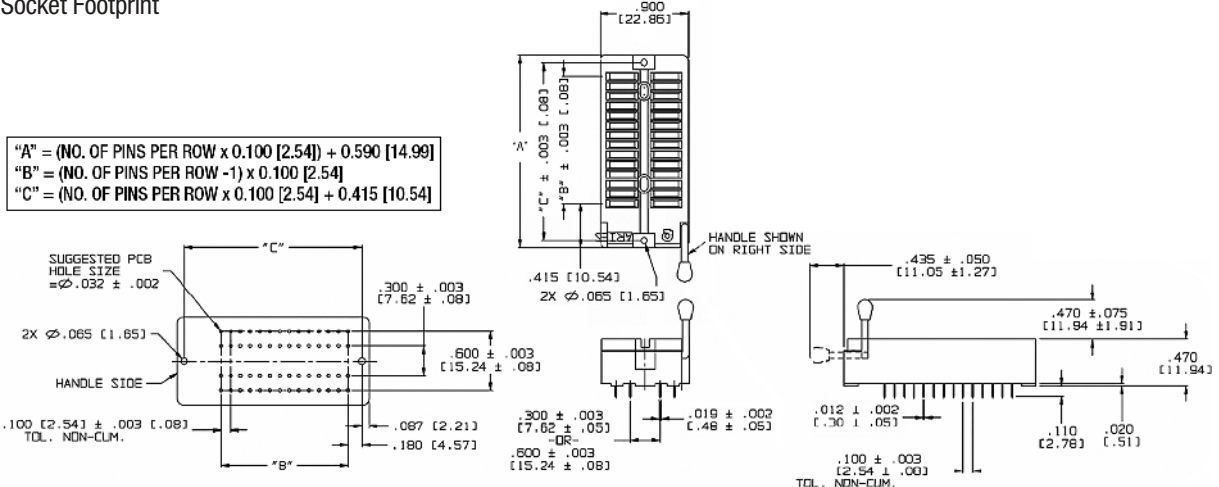 Socket Footprint
"A" = (NO. OF PINS PER ROW x 0.100 [2.54]) + 0.590 [14.99]
"B" = (NO. OF PINS PER ROW -1) x 0.100 [2.54]
"C" = (NO. OF PINS PER ROW x 0.100 [2.54] + 0.415 [10.54]
.900
[22.86]
"A"
"C" ± .003 [.08]
"B" ± .003 [.08]
ARIES
HANDLE SHOWN
ON RIGHT SIDE
.415 [10.54]
2X Ø.065 [1.65]
"C"
SUGGESTED PCB
HOLE SIZE
=Ø.032 ± .002
.300 ± .003
[7.62 ± .08]
2X Ø.065 [1.65]
.600 ± .003
[15.24 ± .08]
HANDLE SIDE
.100 [2.54] ± .003 [.08]
TOL. NON-CUM.
.087 [2.21]
.180 [4.57]
"B"
.300 ± .003
[7.62 ± .05]
-OR-
.600 ± .003
[15.24 ± .08]
.019 ± .002
[.48 ± .05]
.435 ± .050
[11.05 ±1.27]
.470 ±.075
[11.94 ±1.91]
.470
[11.94]
.012 ± .002
[.30 ± .05]
.110
[2.78]
.020
[.51]
.100 ± .003
[2.54 ±
TOL. NON-CUM.